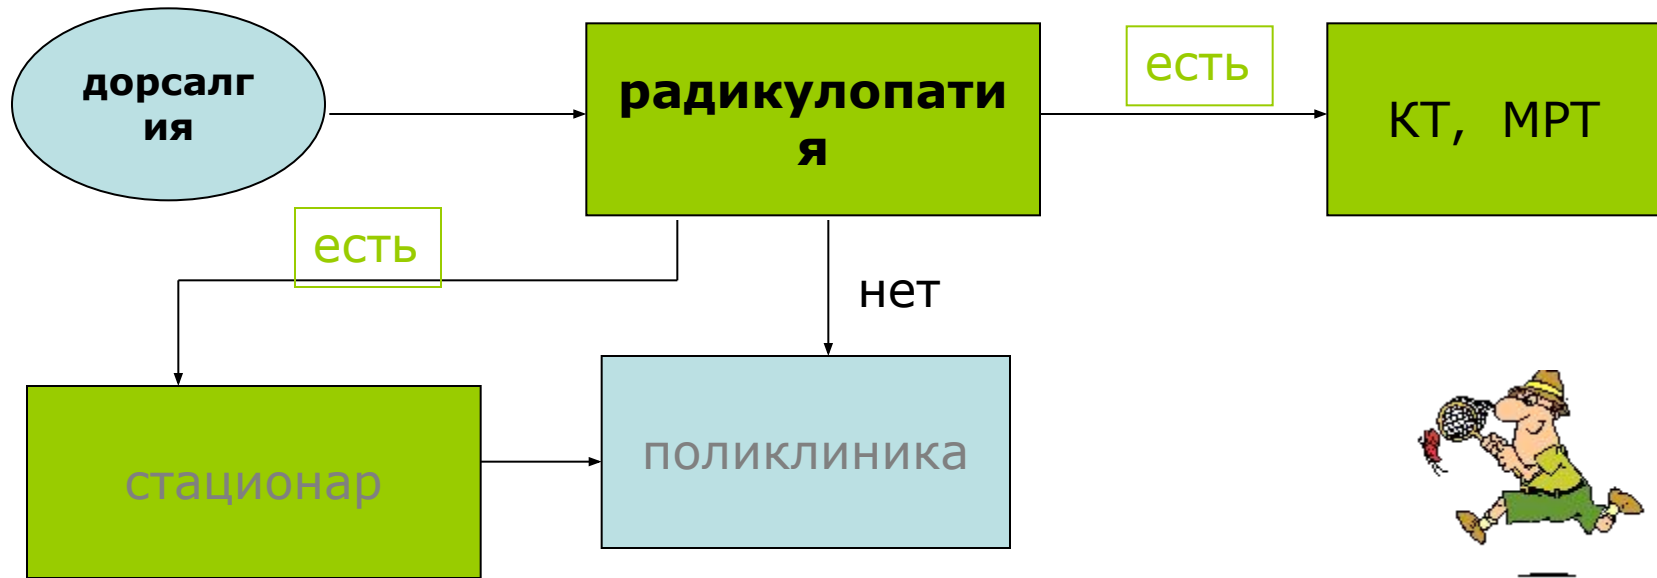 дорсалг
ия
радикулопати
я
есть
КТ, МРТ
есть
нет
стационар
поликлиника